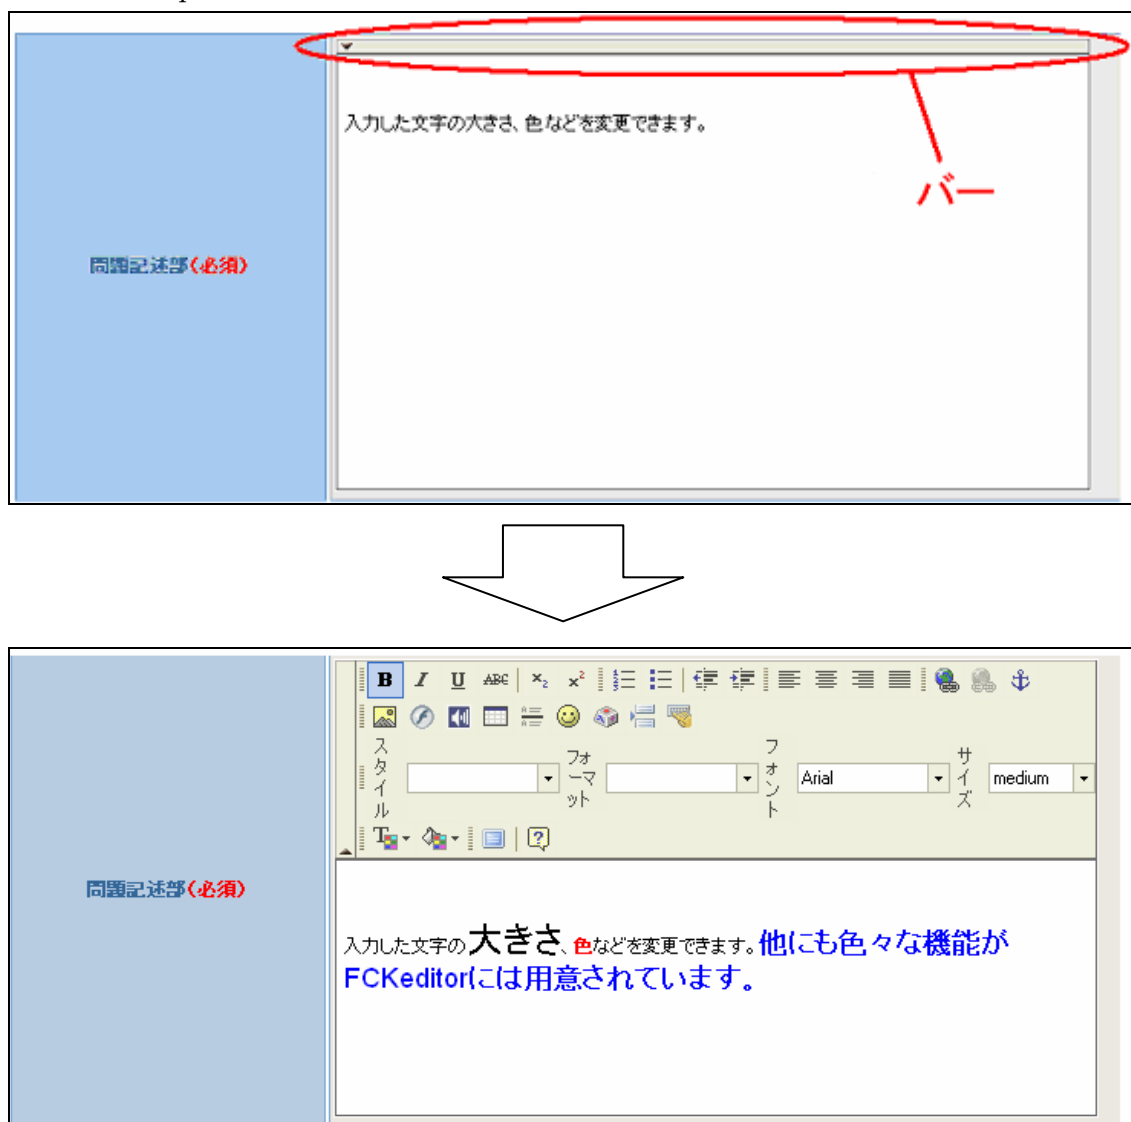 入力した文字の大きさ、色などを変更できます。
バー
問題記述部(必須)
B I U ABC ×₂ ×²
スタイル フォーマット フォント Arial サイズ medium
問題記述部(必須)
入力した文字の大きさ、色などを変更できます。他にも色々な機能が
FCKeditorには用意されています。